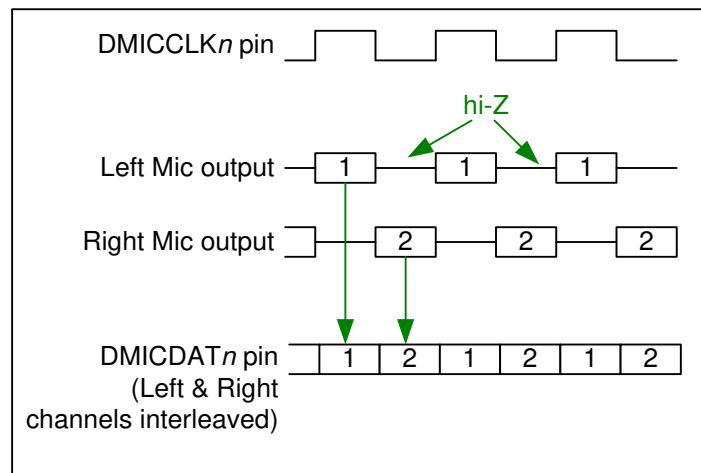 DMICCLKn pin
hi-Z
Left Mic output
1 1 1
Right Mic output
2 2 2
DMICDATn pin
(Left & Right
channels interleaved)
1 2 1 2 1 2